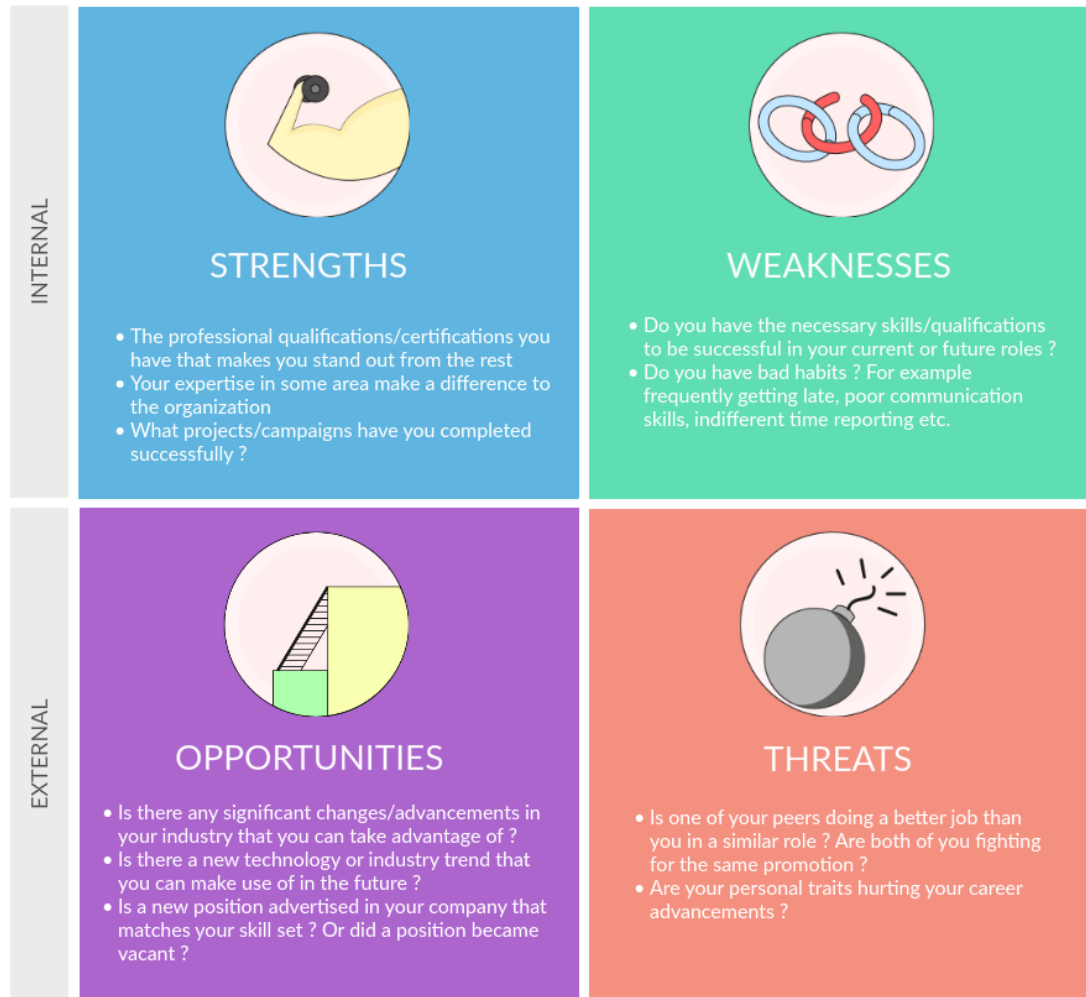 INTERNAL
STRENGTHS
• The professional qualifications/certifications you
have that makes you stand out from the rest
• Your expertise in some area make a difference to
the organization
• What projects/campaigns have you completed
successfully ?
WEAKNESSES
• Do you have the necessary skills/qualifications
to be successful in your current or future roles ?
• Do you have bad habits ? For example
frequently getting late, poor communication
skills, indifferent time reporting etc.
EXTERNAL
OPPORTUNITIES
• Is there any significant changes/advancements in
your industry that you can take advantage of ?
• Is there a new technology or industry trend that
you can make use of in the future ?
• Is a new position advertised in your company that
matches your skill set ? Or did a position became
vacant ?
THREATS
• Is one of your peers doing a better job than
you in a similar role ? Are both of you fighting
for the same promotion ?
• Are your personal traits hurting your career
advancements ?